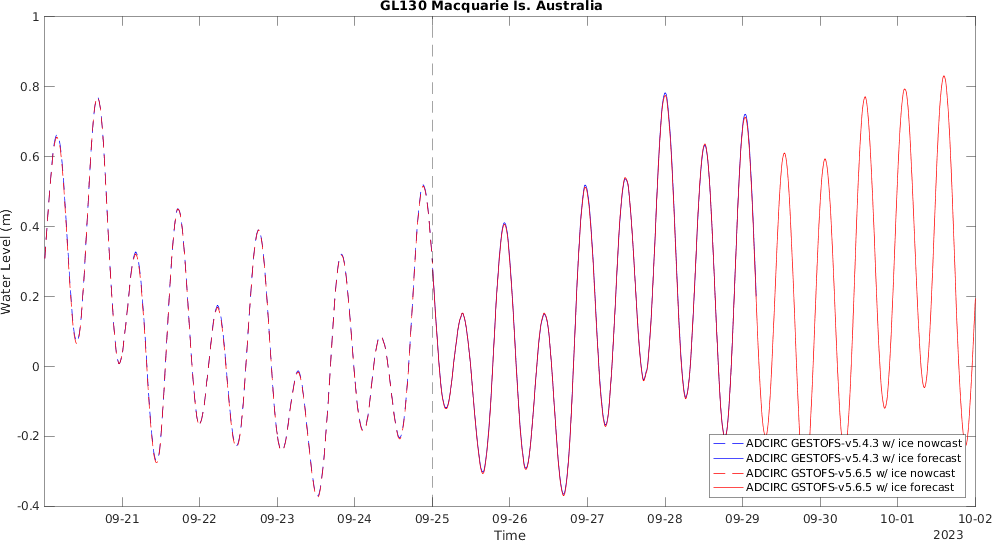 GL130 Macquarie Is. Australia
Water Level (m)
1
0.8
0.6
0.4
0.2
0
-0.2
-0.4
ADCIRC GESTOFS-v5.4.3 w/ ice nowcast
ADCIRC GESTOFS-v5.4.3 w/ ice forecast
ADCIRC GSTOFS-v5.6.5 w/ ice nowcast
ADCIRC GSTOFS-v5.6.5 w/ ice forecast
09-21 09-22 09-23 09-24 09-25 09-26 09-27 09-28 09-29 09-30 10-01 10-02
Time
2023